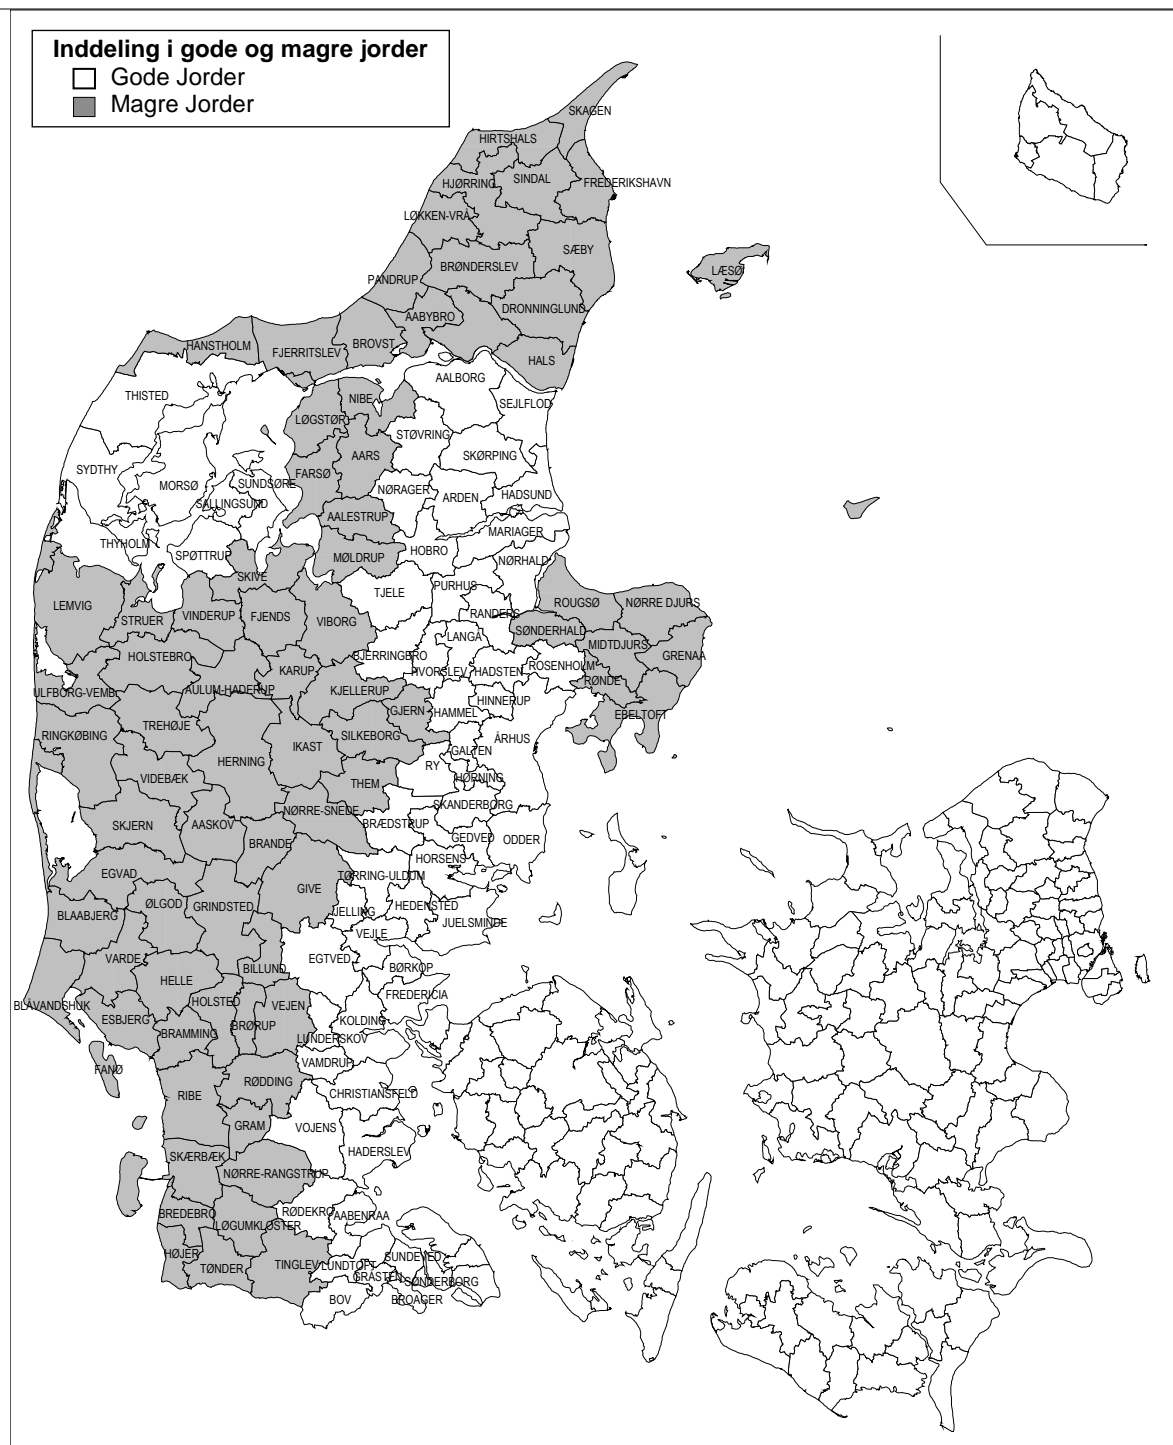 Inddeling i gode og magre jorder
Gode Jorder
Magre Jorder
SKAGEN
HIRTSHALS
HJØRRING
SINDAL
FREDERIKSHAVN
LØKKEN-VRÅ
SÆBY
BRØNDERSLEV
LÆSØ
PANDRUP
DRONNINGLUND
AABYBRO
HANSTHOLM
FJERRITSLEV
BROVST
HALS
AALBORG
THISTED
NIBE
SEJLFLOD
LØGSTØR
STØVRING
AARS
SKØRPING
SYDTHY
FARSØ
MORSØ
SUNDSØRE
NØRAGER
ARDEN
HADSUND
SALLINGSUND
AALESTRUP
MARIAGER
THYHOLM
SPØTTRUP
MØLDRUP
HOBRO
NØRHALD
SKIVE
TJELE
PURHUS
LEMVIG
STRUER
VINDERUP
FJENDS
VIBORG
RANDERS
ROUGSØ
NØRRE DJURS
SØNDERHALD
LANGÅ
MIDTDJURS
HOLSTEBRO
BJERRINGBRO
GRENAA
KARUP
HVORSLEV
HADSTEN
ROSENHOLM
RØNDE
ULFBORG-VEMB
AULUM-HADERUP
KJELLERUP
HINNERUP
GJERN
HAMMEL
EBELTOFT
TREHØJE
RINGKØBING
SILKEBORG
ÅRHUS
IKAST
GALTEN
HERNING
RY
VIDEBÆK
THEM
HØRNING
SKANDERBORG
NØRRE-SNEDE
SKJERN
AASKOV
BRÆDSTRUP
GEDVED
ODDER
BRANDE
HORSENS
EGVAD
TØRRING-ULDUM
GIVE
ØLGOD
GRINDSTED
HEDENSTED
BLAABJERG
JELLING
JUELSMINDE
VEJLE
VARDE
EGTVED
BILLUND
BØRKOP
HELLE
FREDERICIA
BLÅVANDSHUK
HOLSTED
VEJEN
ESBJERG
KOLDING
BRØRUP
BRAMMING
LUNDERSKOV
VAMDRUP
FANØ
RØDDING
RIBE
CHRISTIANSFELD
GRAM
VOJENS
HADERSLEV
SKÆRBÆK
NØRRE-RANGSTRUP
BREDEBRO
RØDEKRO
AABENRAA
LØGUMKLOSTER
HØJER
SUNDEVED
TØNDER
TINGLEV
LUNDTOFT
GRÅSTEN
SØNDERBORG
BOV
BROAGER